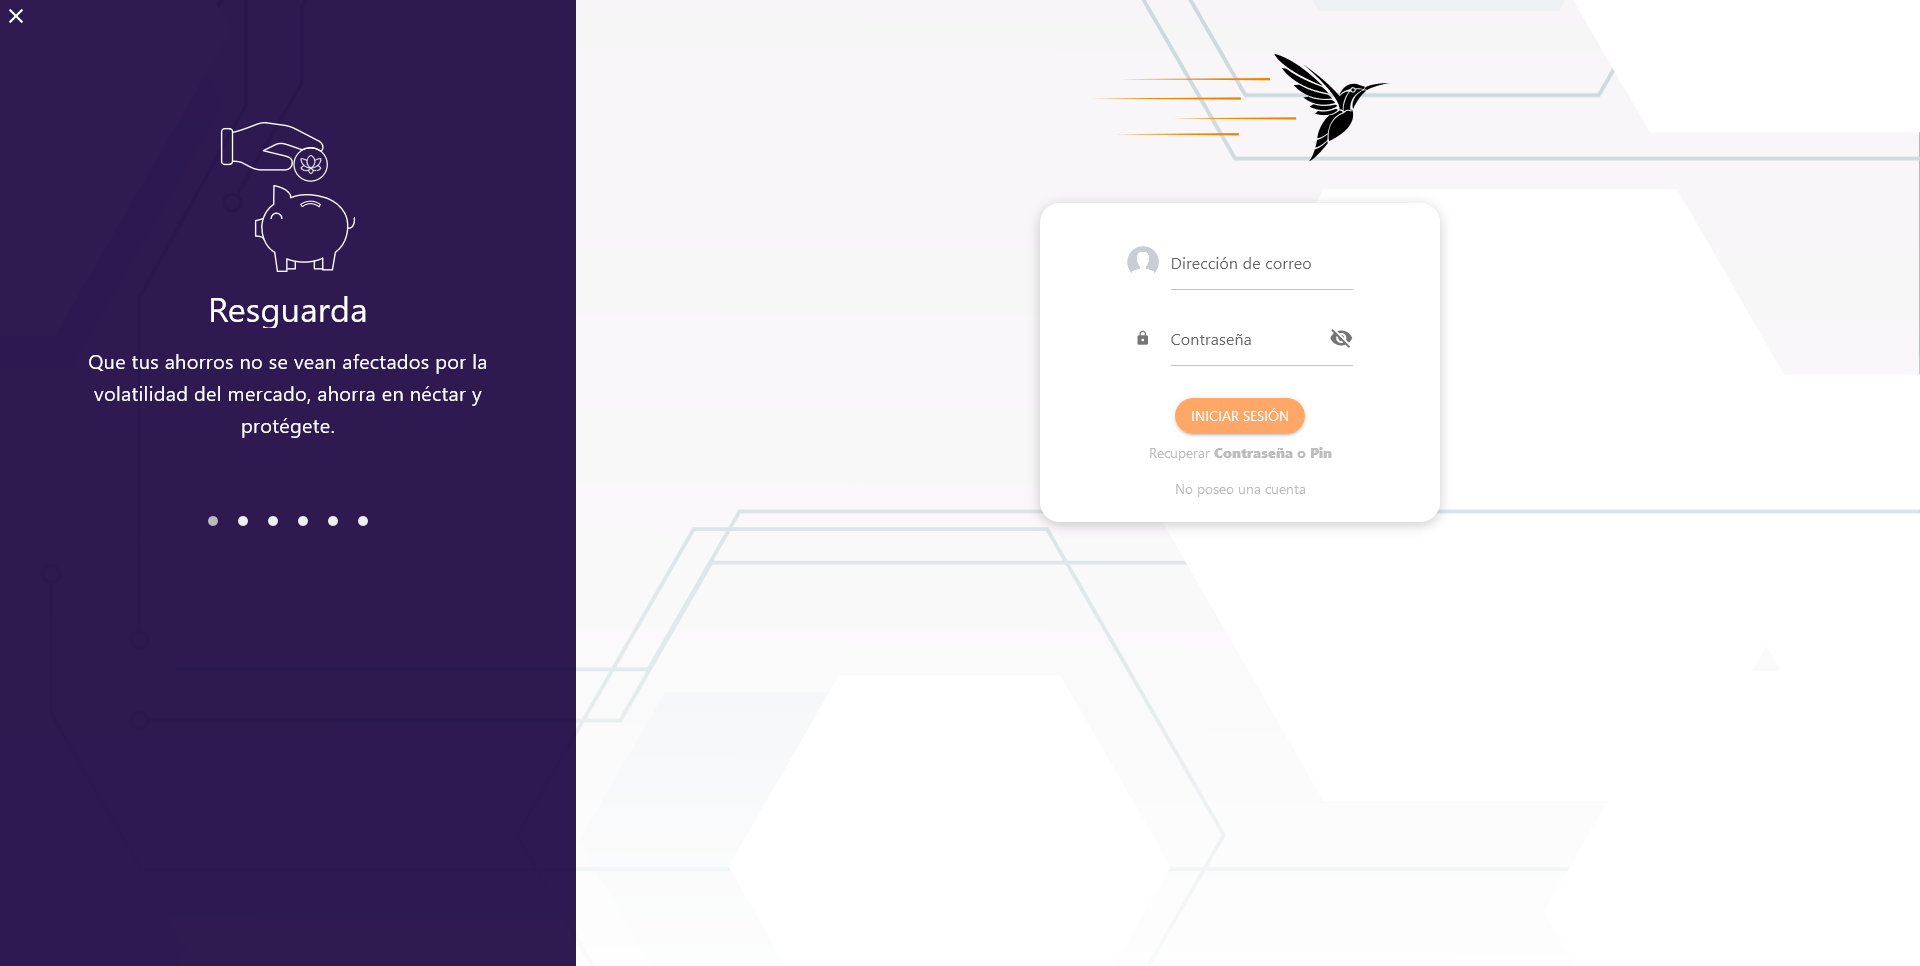 Resguarda
Que tus ahorros no se vean afectados por la
volatilidad del mercado, ahorra en néctar y
protégete.
Dirección de correo
Contraseña
INICIAR SESIÓN
Recuperar Contraseña o Pin
No poseo una cuenta